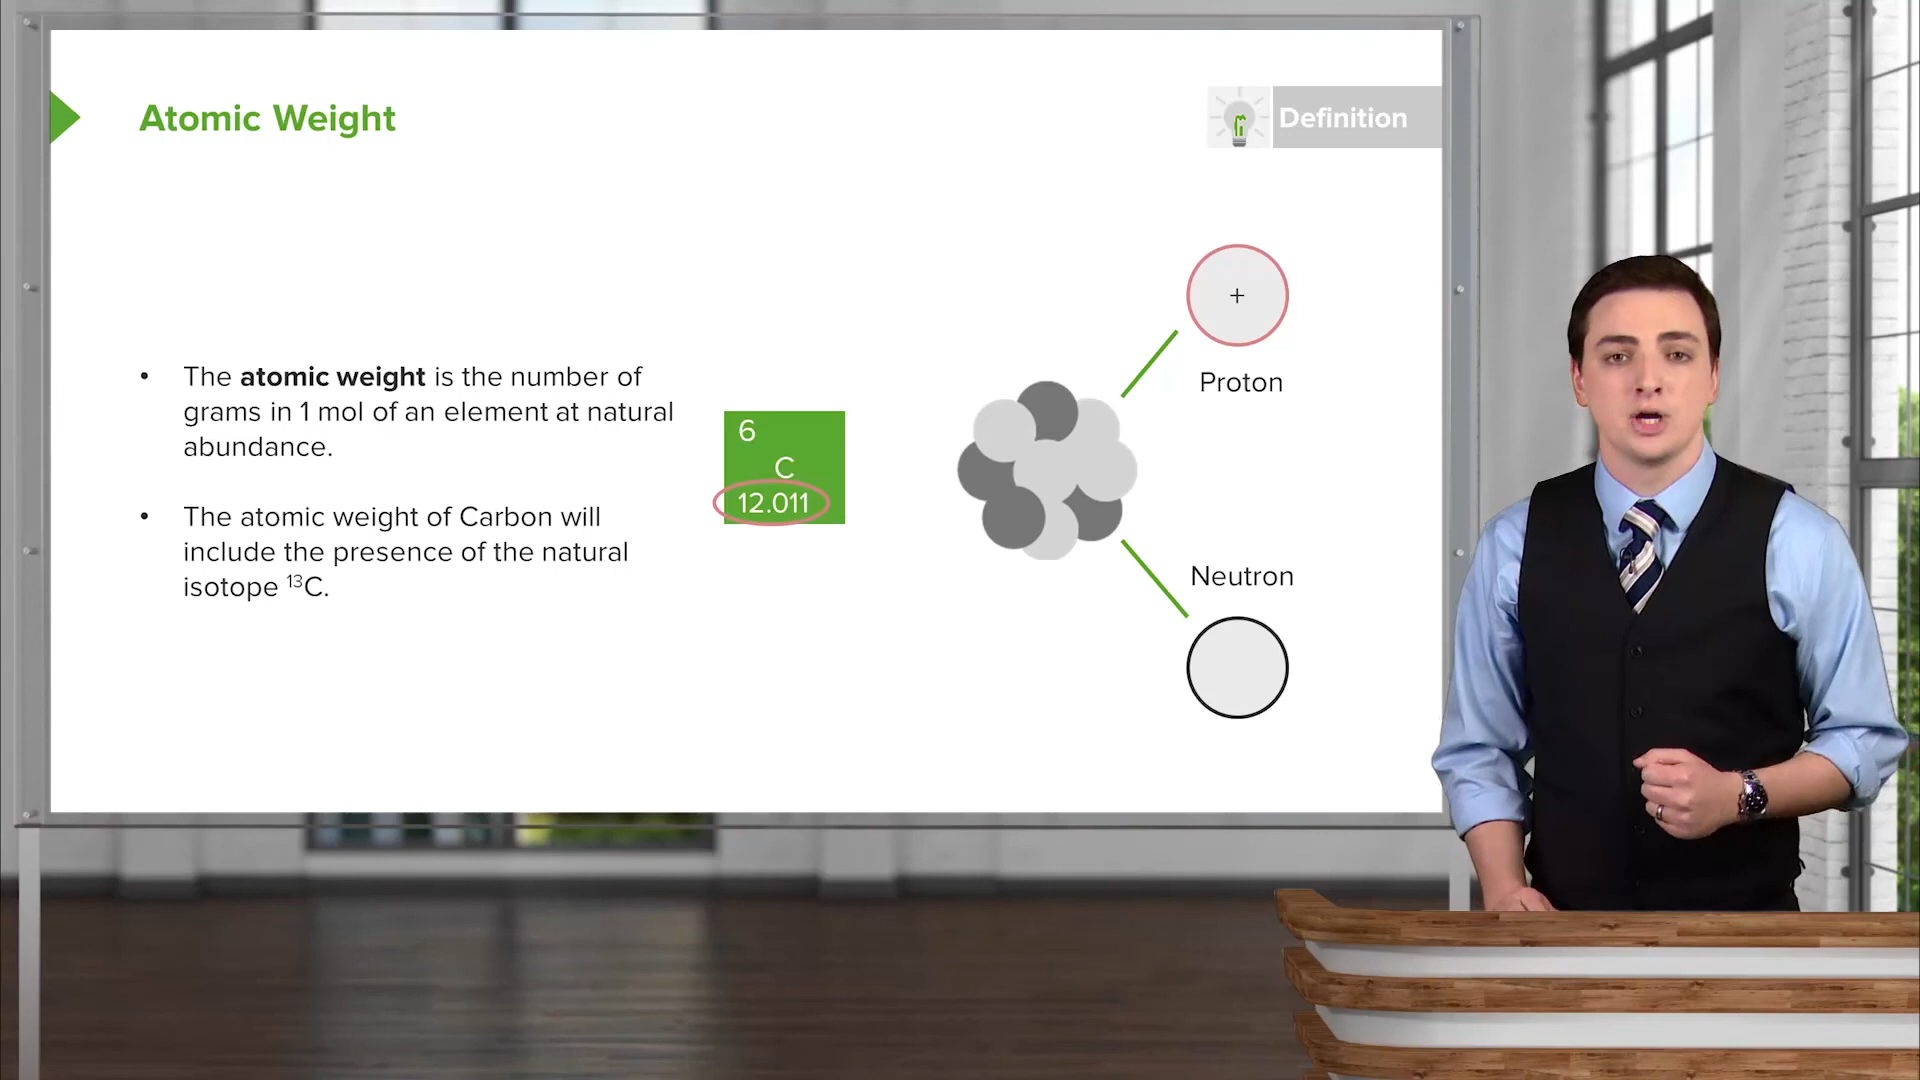 Atomic Weight
Definition
• The atomic weight is the number of
grams in 1 mol of an element at natural
abundance.
• The atomic weight of Carbon will
include the presence of the natural
isotope ¹³C.
6
C
12.011
+
Proton
Neutron